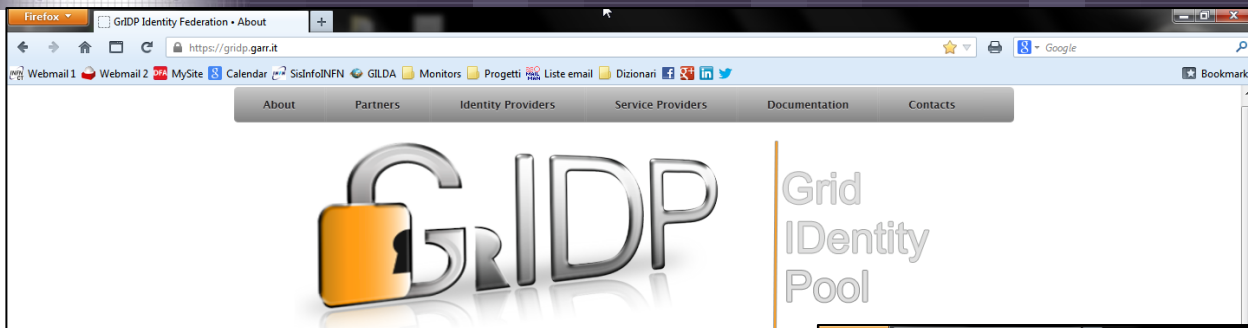 Firefox
GrIDP Identity Federation • About
https://gridp.garr.it
Google
Webmail 1 Webmail 2 DFA MySite Calendar SisInfoINFN GILDA Monitors Progetti Liste email Dizionari
Bookmark
About Partners Identity Providers Service Providers Documentation Contacts
GrIDP
Grid
IDentity
Pool